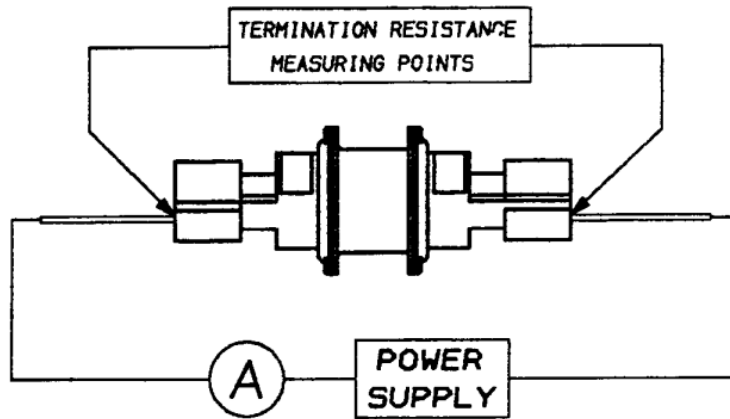 TERMINATION RESISTANCE
MEASURING POINTS
A
POWER
SUPPLY